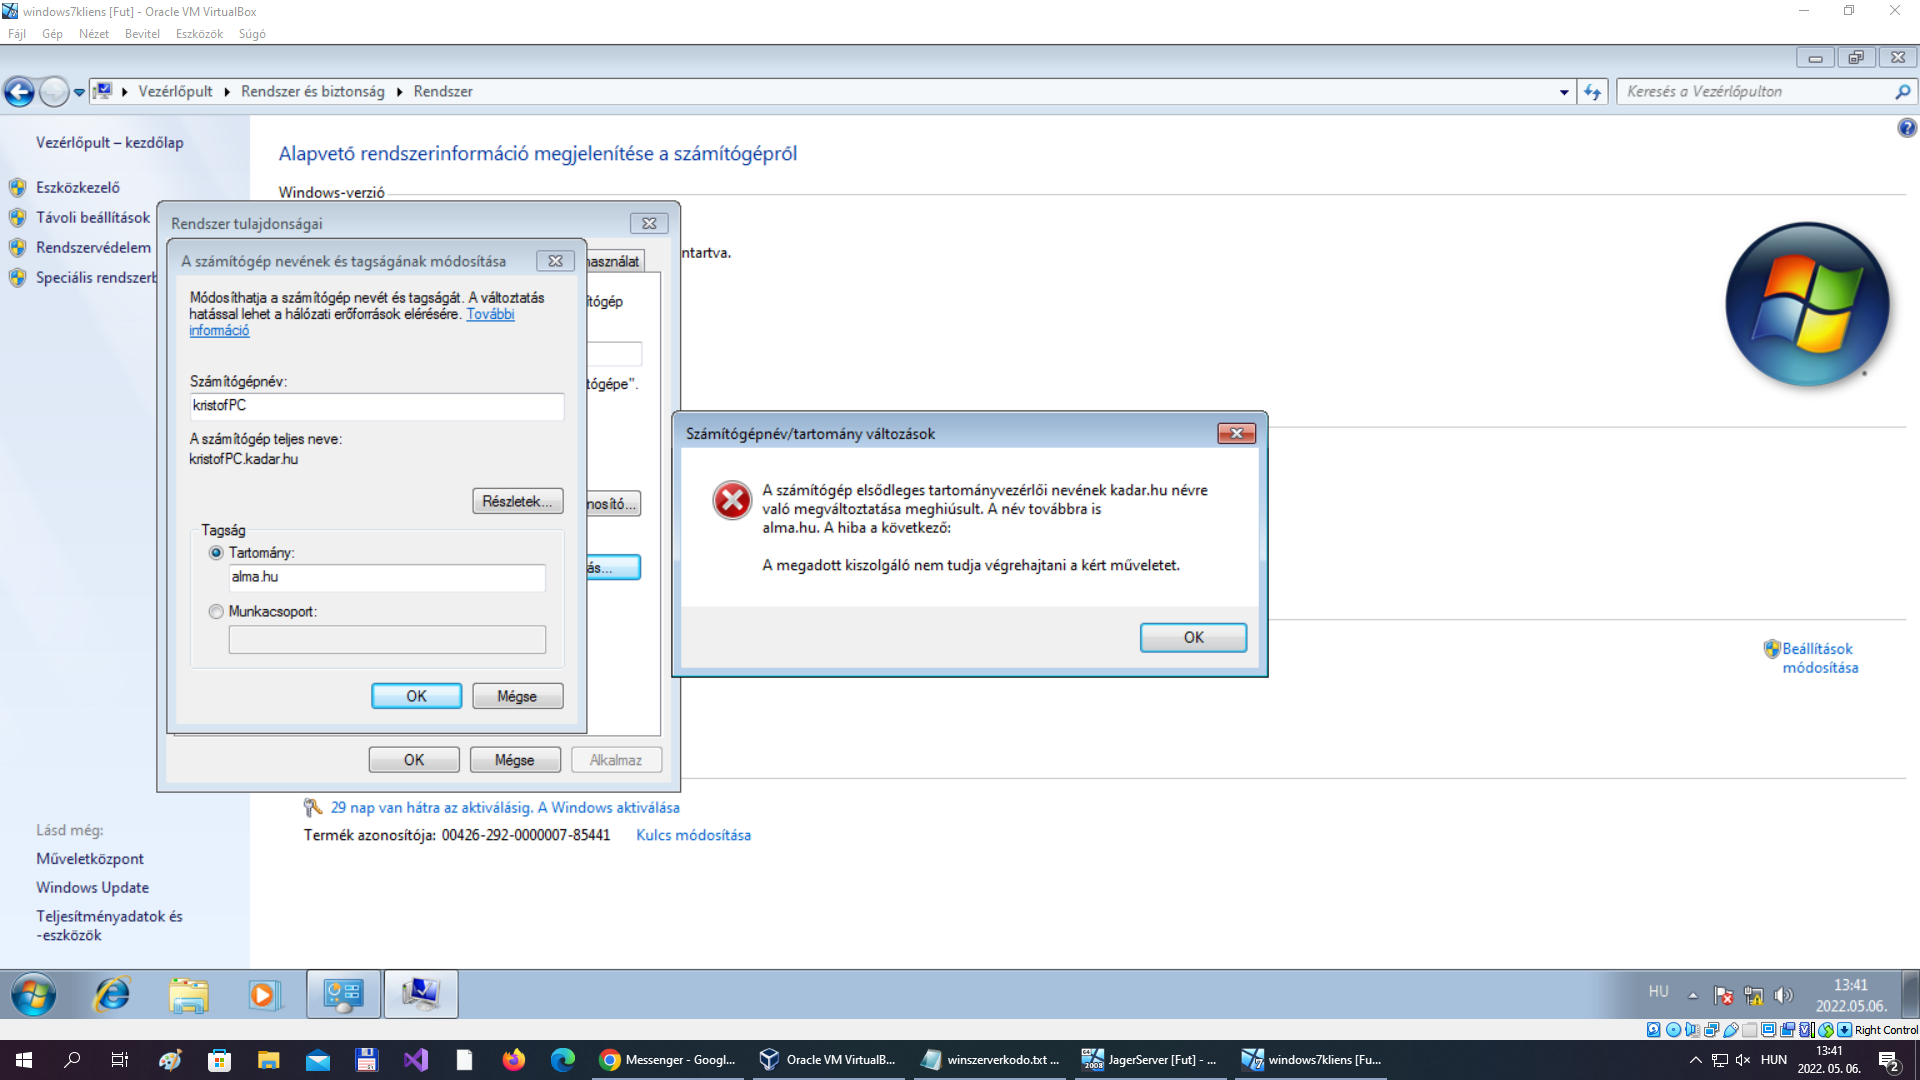 windows7kliens [Fut] - Oracle VM VirtualBox
Fájl Gép Nézet Bevitel Eszközök Súgó
Vezérlőpult Rendszer és biztonság Rendszer
Keresés a Vezérlőpulton
Vezérlőpult – kezdőlap
Eszközkezelő
Távoli beállítások
Rendszervédelem
Speciális rendszerb
Alapvető rendszerinformáció megjelenítése a számítógépről
Windows-verzió
ntartva.
Rendszer tulajdonságai
használat
ítógép
tógépe".
nosító...
ás...
A számítógép nevének és tagságának módosítása
Módosíthatja a számítógép nevét és tagságát. A változtatás
hatással lehet a hálózati erőforrások elérésére. További
információ
Számítógépnév:
kristofPC
A számítógép teljes neve:
kristofPC.kadar.hu
Részletek...
Tagság
Tartomány:
alma.hu
Munkacsoport:
OK Mégse
OK Mégse Alkalmaz
Számítógépnév/tartomány változások
A számítógép elsődleges tartományvezérlői nevének kadar.hu névre
való megváltoztatása meghiúsult. A név továbbra is
alma.hu. A hiba a következő:
A megadott kiszolgáló nem tudja végrehajtani a kért műveletet.
OK
Beállítások
módosítása
29 nap van hátra az aktiválásig. A Windows aktiválása
Termék azonosítója: 00426-292-0000007-85441 Kulcs módosítása
Lásd még:
Műveletközpont
Windows Update
Teljesítményadatok és
-eszközök
HU
13:41
2022.05.06.
Right Control
Messenger - Googl...
Oracle VM VirtualB...
winszerverkodo.txt ...
2008
JagerServer [Fut] - ...
windows7kliens [Fu...
HUN
13:41
2022. 05. 06.
2